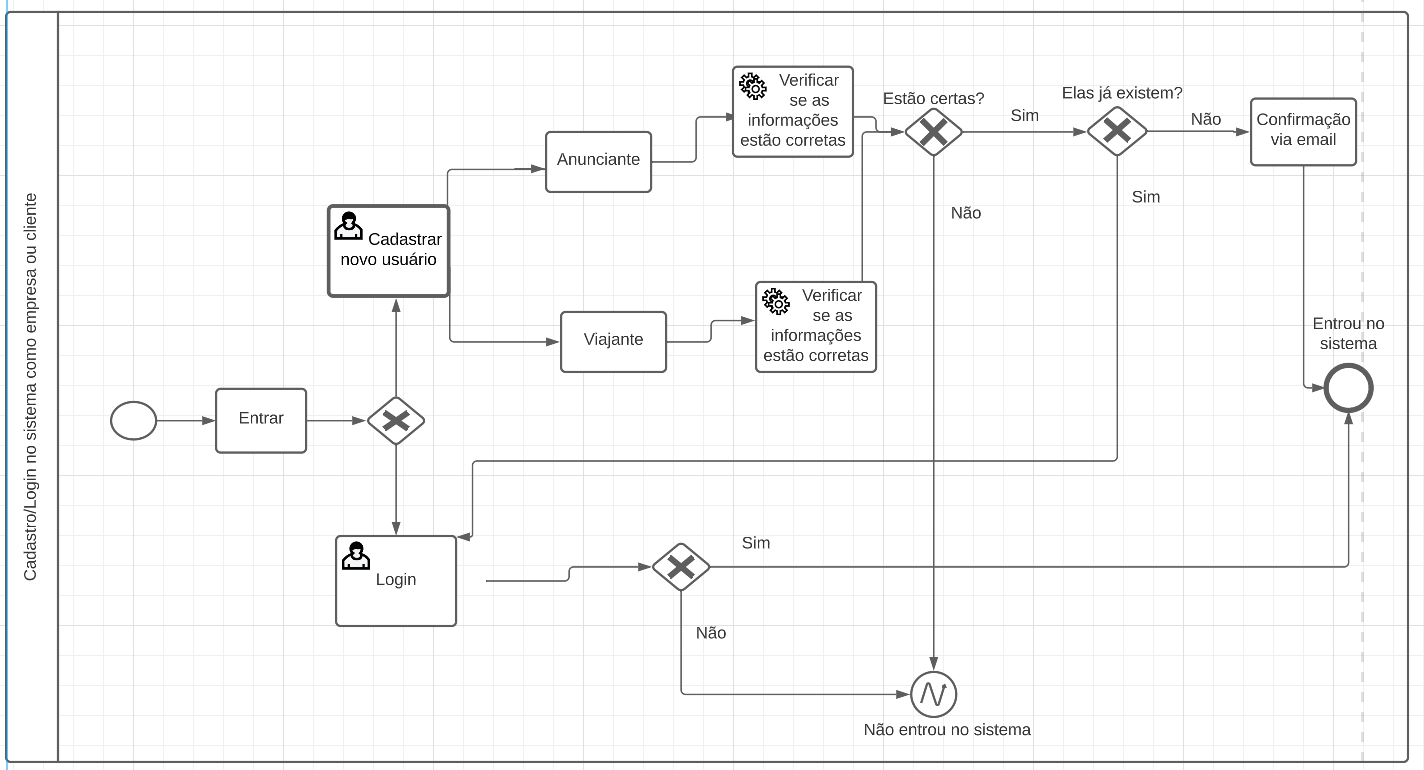 Cadastro/Login no sistema como empresa ou cliente
Entrar
Cadastrar
novo usuário
Anunciante
Verificar
se as
informações
estão corretas
Viajante
Verificar
se as
informações
estão corretas
Estão certas?
Sim
Não
Elas já existem?
Não
Sim
Confirmação
via email
Entrou no
sistema
Login
Sim
Não
Não entrou no sistema